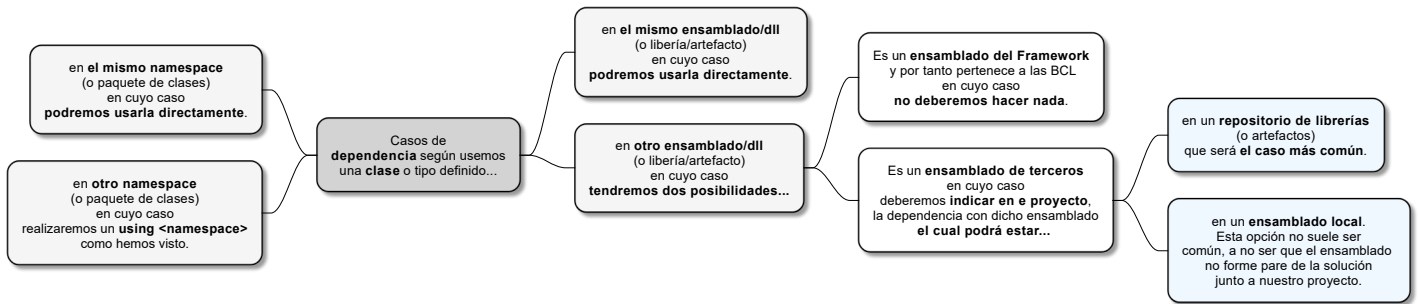 en el mismo namespace
(o paquete de clases)
en cuyo caso
podremos usarla directamente.
en otro namespace
(o paquete de clases)
en cuyo caso
realizaremos un using <namespace>
como hemos visto.
Casos de
dependencia según usemos
una clase o tipo definido...
en el mismo ensamblado/dll
(o libería/artefacto)
en cuyo caso
podremos usarla directamente.
en otro ensamblado/dll
(o libería/artefacto)
en cuyo caso
tendremos dos posibilidades...
Es un ensamblado del Framework
y por tanto pertenece a las BCL
en cuyo caso
no deberemos hacer nada.
Es un ensamblado de terceros
en cuyo caso
deberemos indicar en e proyecto,
la dependencia con dicho ensamblado
el cual podrá estar...
en un repositorio de librerías
(o artefactos)
que será el caso más común.
en un ensamblado local.
Esta opción no suele ser
común, a no ser que el ensamblado
no forme pare de la solución
junto a nuestro proyecto.